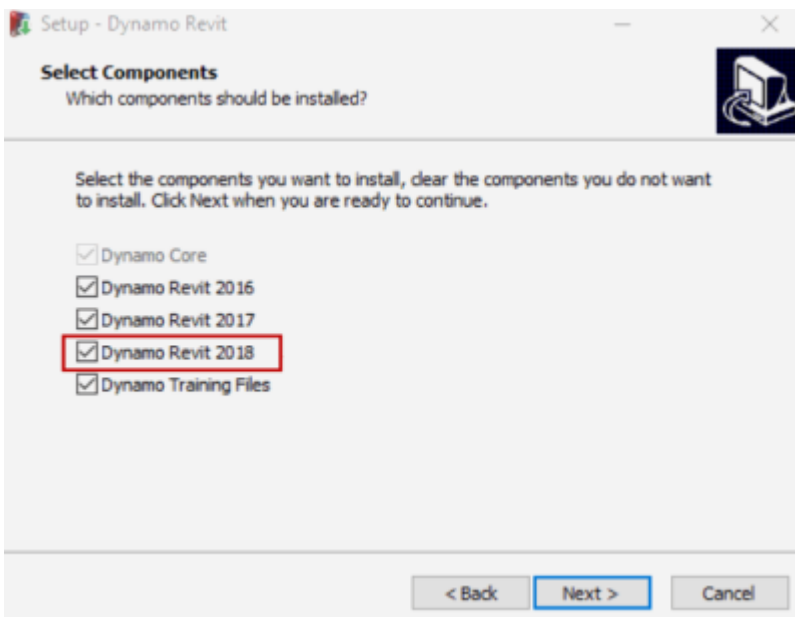 Setup - Dynamo Revit
Select Components
Which components should be installed?
Select the components you want to install, clear the components you do not want
to install. Click Next when you are ready to continue.
Dynamo Core
Dynamo Revit 2016
Dynamo Revit 2017
Dynamo Revit 2018
Dynamo Training Files
< Back Next > Cancel